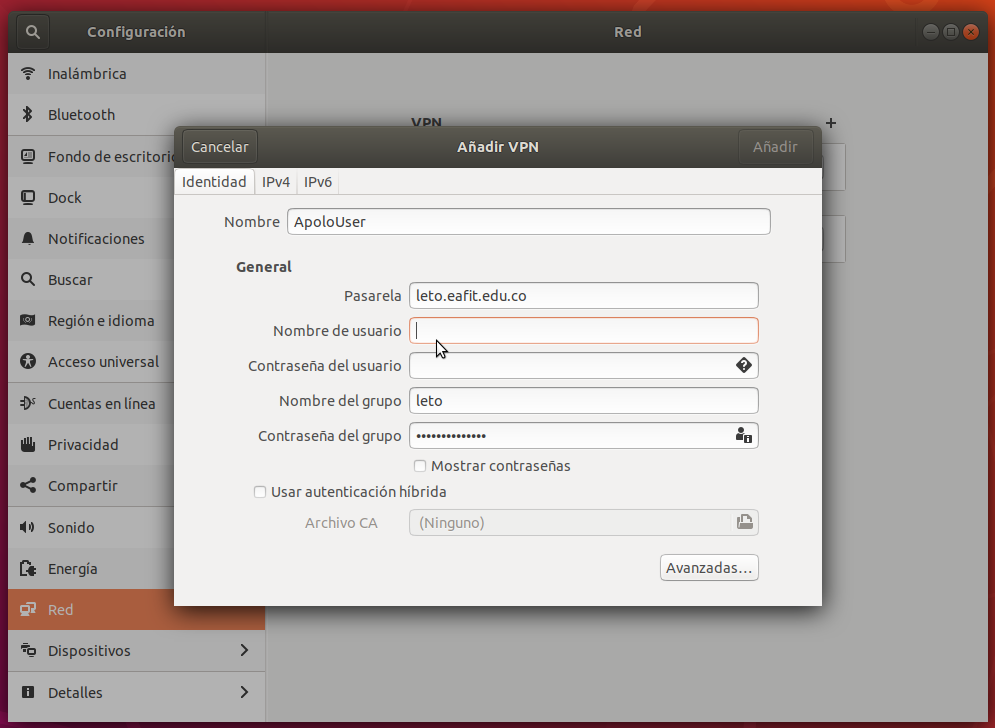 Configuración
Red
Inalámbrica
Bluetooth
Fondo de escritorio
Dock
Notificaciones
Buscar
Región e idioma
Acceso universal
Cuentas en línea
Privacidad
Compartir
Sonido
Energía
Red
Dispositivos
Detalles
VPN
Cancelar
Añadir VPN
Añadir
Identidad IPv4 IPv6
Nombre ApoloUser
General
Pasarela leto.eafit.edu.co
Nombre de usuario
Contraseña del usuario
Nombre del grupo leto
Contraseña del grupo ••••••••••••••
Mostrar contraseñas
Usar autenticación híbrida
Archivo CA (Ninguno)
Avanzadas...